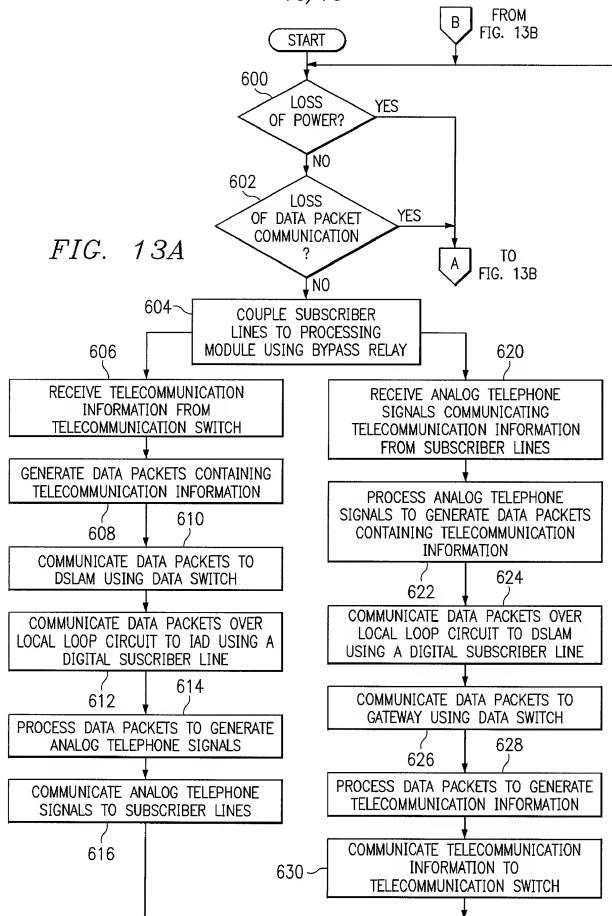 START
B
FROM
FIG. 13B
600
LOSS
OF POWER?
YES
NO
602
LOSS
OF DATA PACKET
COMMUNICATION
?
YES
NO
A
TO
FIG. 13B
FIG. 13A
604
COUPLE SUBSCRIBER
LINES TO PROCESSING
MODULE USING BYPASS RELAY
606
RECEIVE TELECOMMUNICATION
INFORMATION FROM
TELECOMMUNICATION SWITCH
GENERATE DATA PACKETS CONTAINING
TELECOMMUNICATION INFORMATION
608
610
COMMUNICATE DATA PACKETS TO
DSLAM USING DATA SWITCH
COMMUNICATE DATA PACKETS OVER
LOCAL LOOP CIRCUIT TO IAD USING A
DIGITAL SUSCRIBER LINE
612
614
PROCESS DATA PACKETS TO GENERATE
ANALOG TELEPHONE SIGNALS
COMMUNICATE ANALOG TELEPHONE
SIGNALS TO SUBSCRIBER LINES
616
620
RECEIVE ANALOG TELEPHONE
SIGNALS COMMUNICATING
TELECOMMUNICATION INFORMATION
FROM SUBSCRIBER LINES
PROCESS ANALOG TELEPHONE
SIGNALS TO GENERATE DATA PACKETS
CONTAINING TELECOMMUNICATION
INFORMATION
622
624
COMMUNICATE DATA PACKETS OVER
LOCAL LOOP CIRCUIT TO DSLAM
USING A DIGITAL SUBSCRIBER LINE
COMMUNICATE DATA PACKETS TO
GATEWAY USING DATA SWITCH
626
628
PROCESS DATA PACKETS TO GENERATE
TELECOMMUNICATION INFORMATION
630
COMMUNICATE TELECOMMUNICATION
INFORMATION TO
TELECOMMUNICATION SWITCH